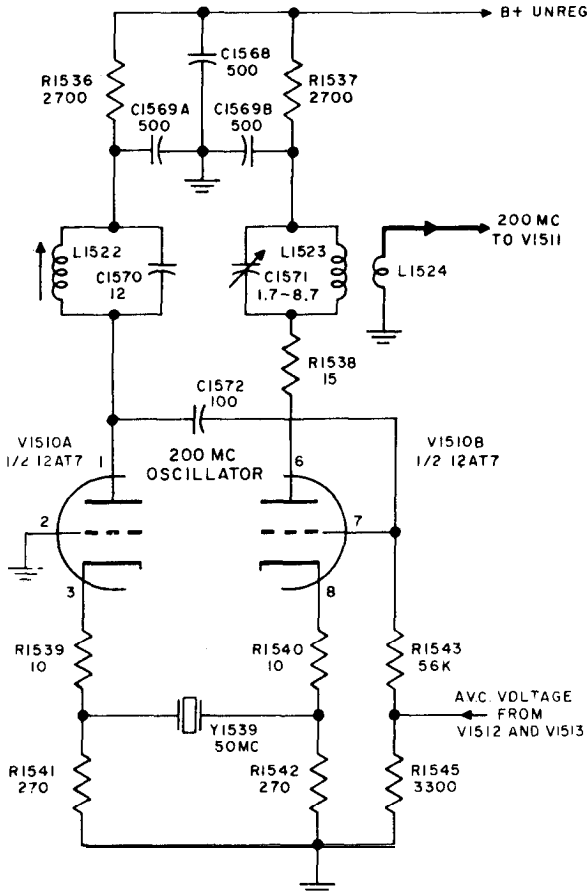 B+ UNREG
C1568
500
R1536
2700
R1537
2700
C1569A
500
C1569B
500
L1522
C1570
12
L1523
C1571
1.7-8.7
200 MC
TO V1511
L1524
R1538
15
C1572
100
V1510A
1/2 12AT7
1
200 MC
OSCILLATOR
6
V1510B
1/2 12AT7
2
7
3
8
R1539
10
R1540
10
R1543
56K
Y1539
50MC
A.V.C. VOLTAGE
FROM
V1512 AND V1513
R1541
270
R1542
270
R1545
3300